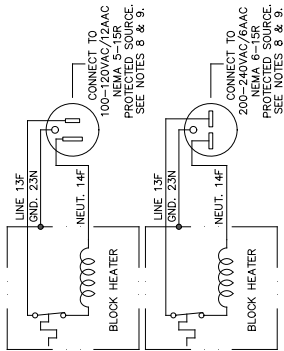 LINE 13F
GND. 23N
NEUT. 14F
BLOCK HEATER
CONNECT TO
100-120VAC/12AAC
NEMA 5-15R
PROTECTED SOURCE.
SEE NOTES 8 & 9.
LINE 13F
GND. 23N
NEUT. 14F
BLOCK HEATER
CONNECT TO
200-240VAC/6AAC
NEMA 6-15R
PROTECTED SOURCE.
SEE NOTES 8 & 9.